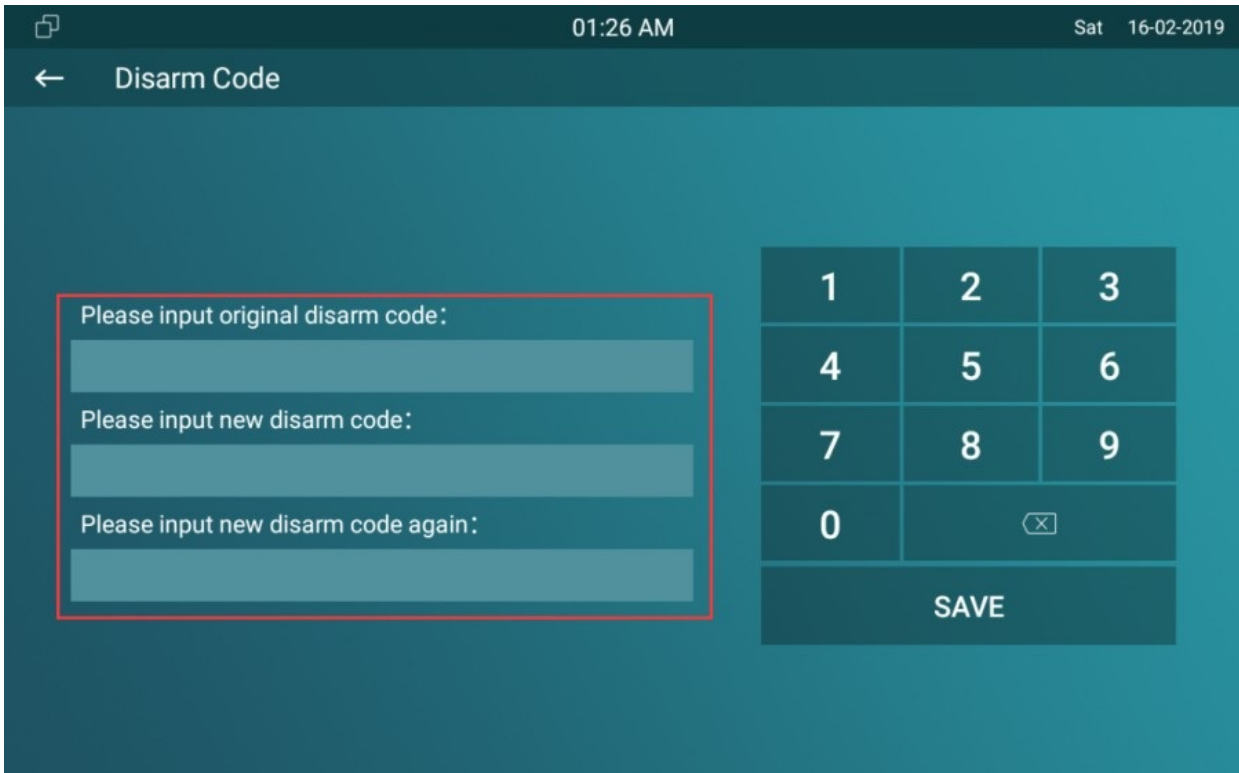 01:26 AM Sat 16-02-2019
Disarm Code
Please input original disarm code:
Please input new disarm code:
Please input new disarm code again:
1 2 3
4 5 6
7 8 9
0
SAVE